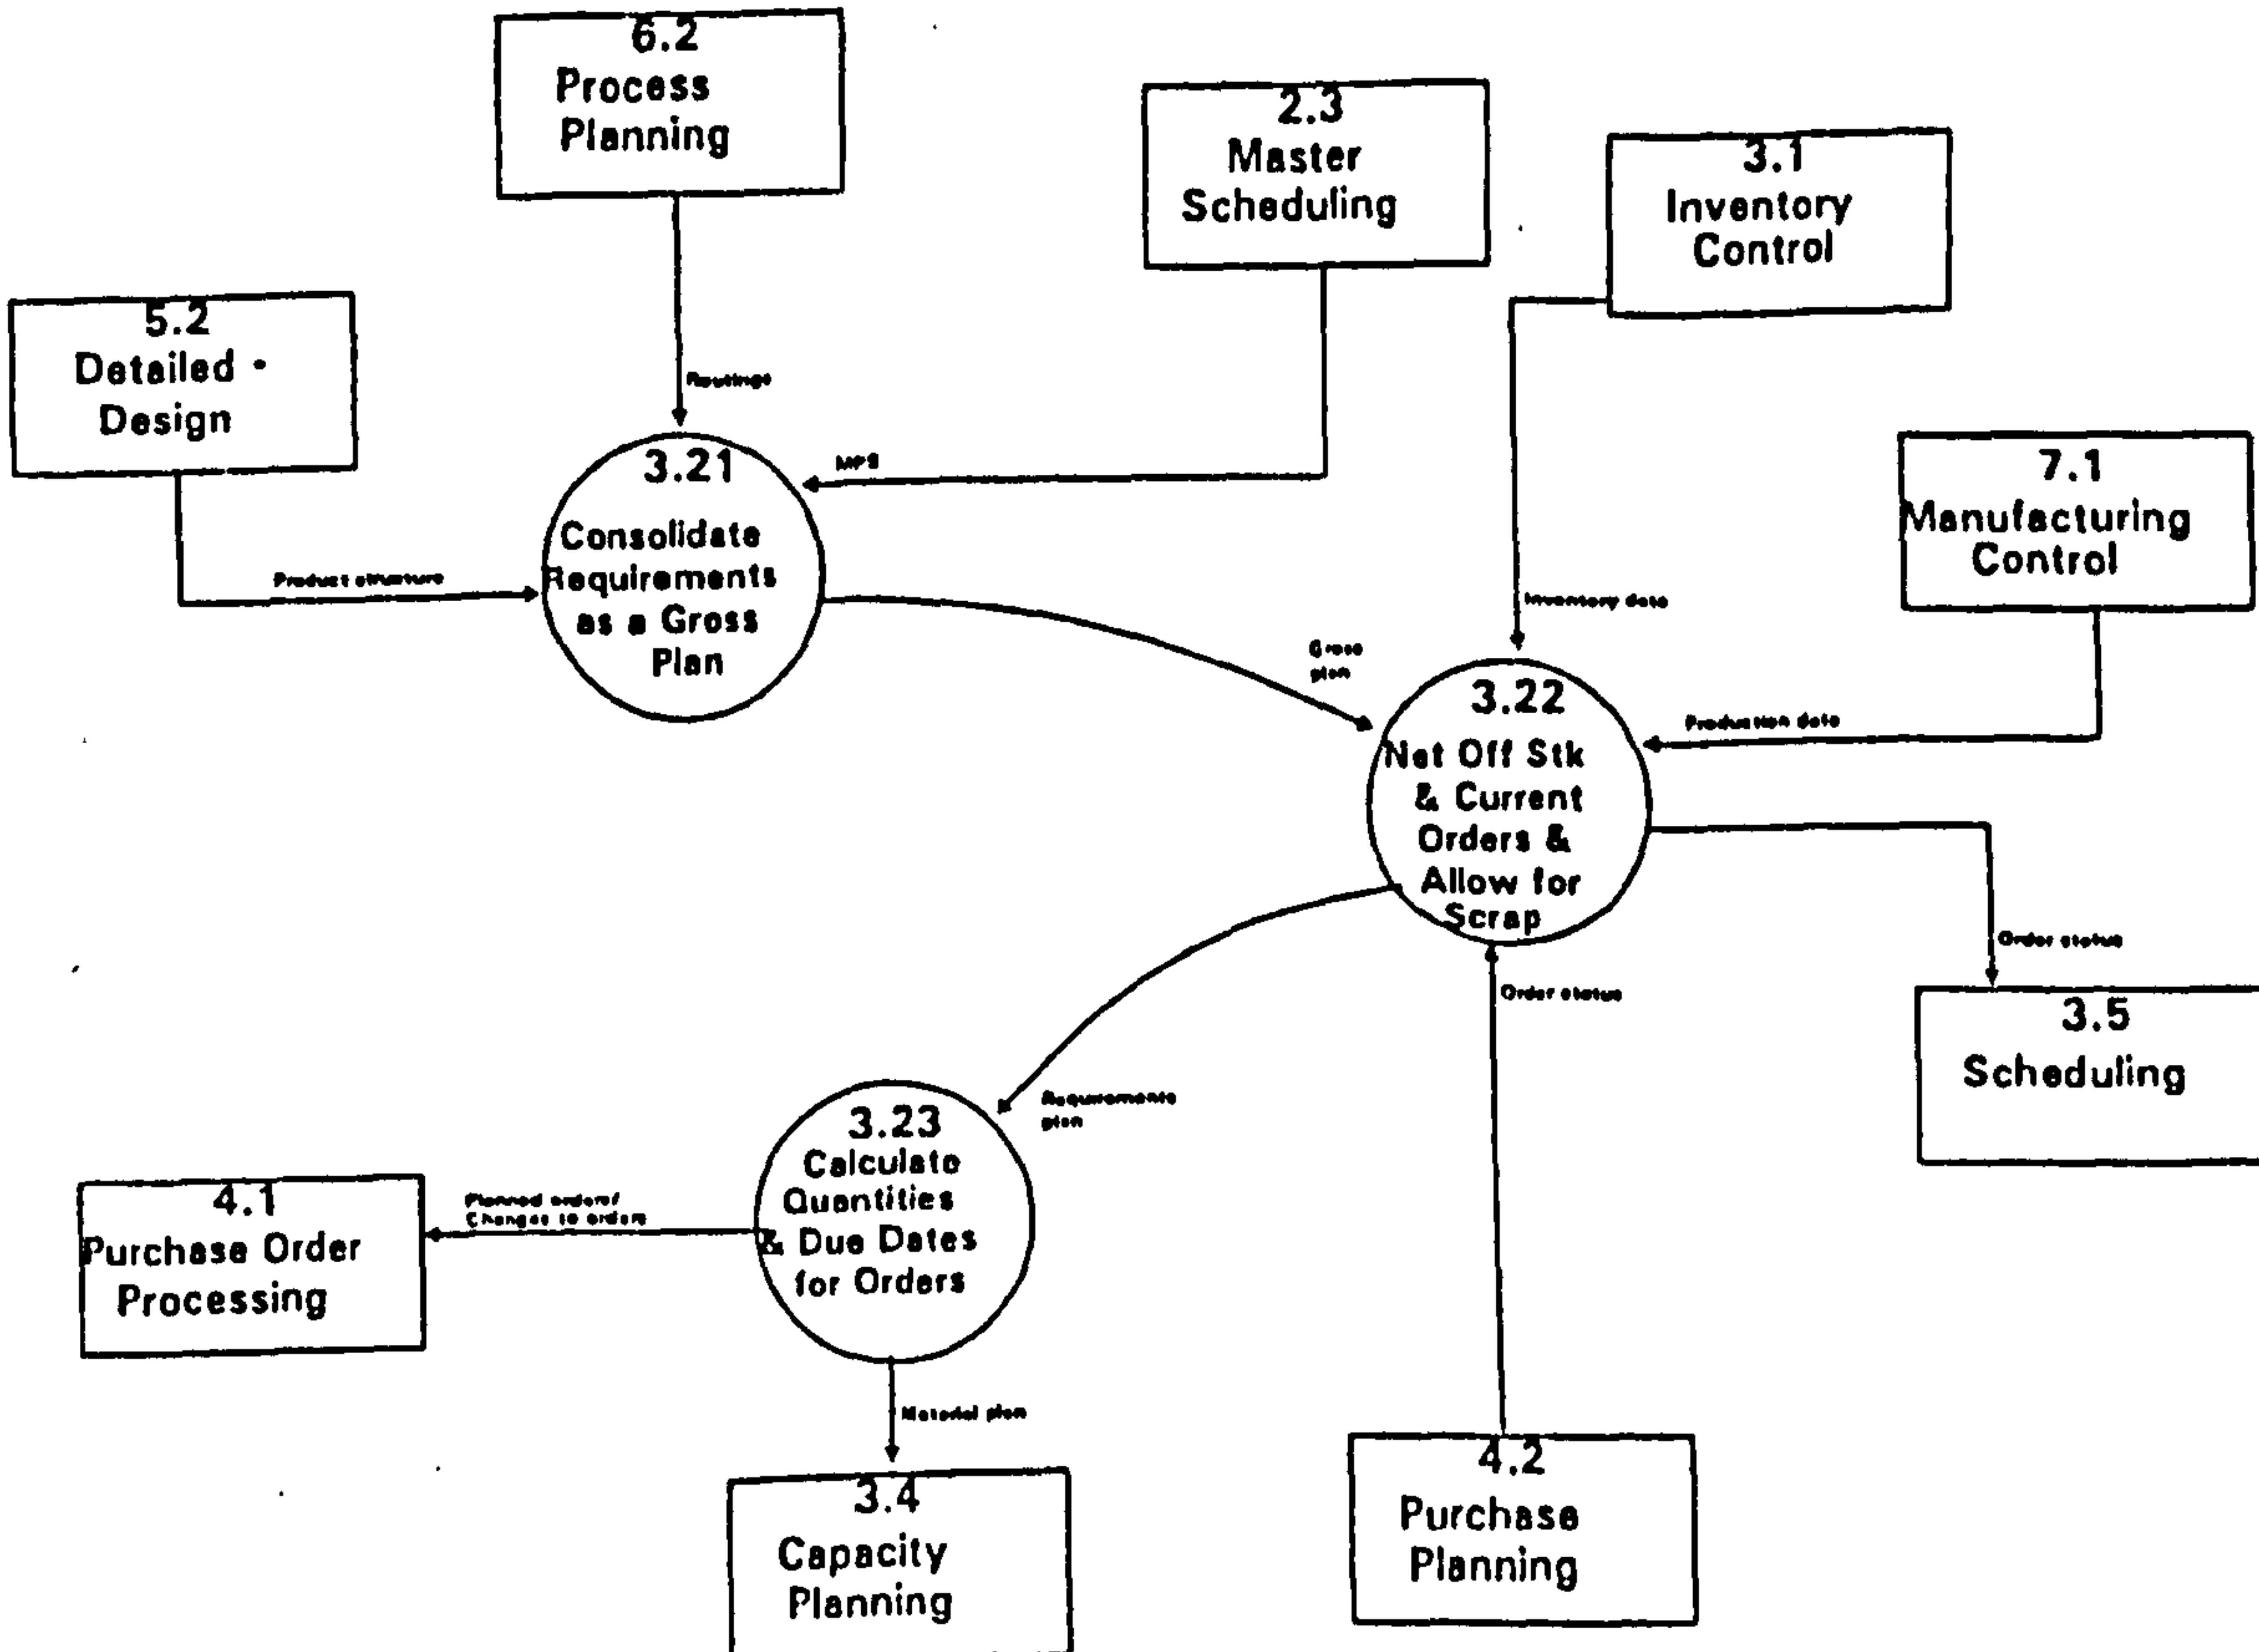 6.2
Process
Planning
2.3
Master
Scheduling
3.1
Inventory
Control
5.2
Detailed
Design
Routings
7.1
Manufacturing
Control
3.21
Consolidate
Requirements
as a Gross
Plan
MPS
Product structure
Inventory data
Gross
plan
3.22
Net Off Stk
& Current
Orders &
Allow for
Scrap
Production data
Order status
Order status
3.5
Scheduling
Requirements
plan
3.23
Calculate
Quantities
& Due Dates
for Orders
Planned orders/
Changes to orders
4.1
Purchase Order
Processing
Material plan
3.4
Capacity
Planning
4.2
Purchase
Planning